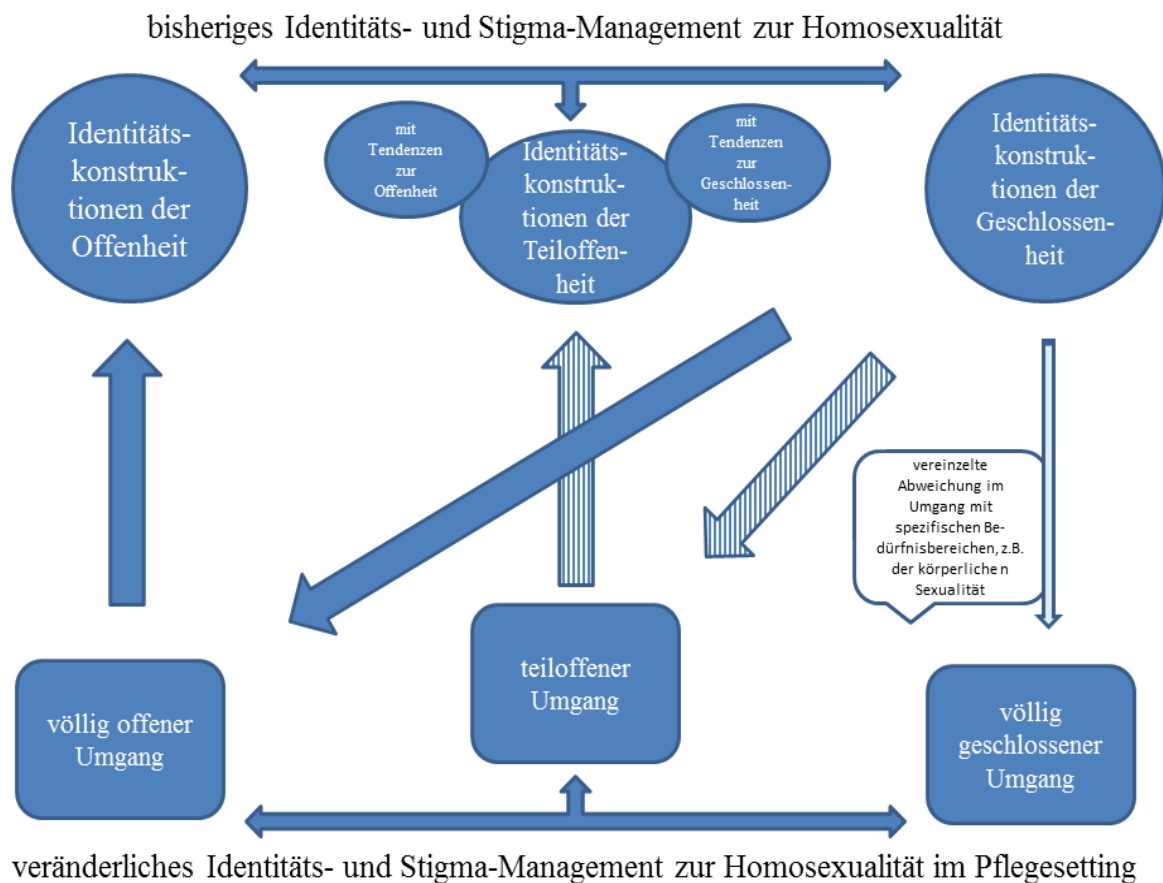 bisheriges Identitäts- und Stigma-Management zur Homosexualität
Identitäts-
konstruk-
tionen der
Offenheit
mit
Tendenzen
zur
Offenheit
Identitäts-
konstruk-
tionen der
Teiloffen-
heit
mit
Tendenzen
zur
Geschlossen-
heit
Identitäts-
konstruk-
tionen der
Geschlossen-
heit
vereinzelte
Abweichung im
Umgang mit
spezifischen Be-
dürfnisbereichen, z.B.
der körperlichen
Sexualität
völlig offener
Umgang
teiloffener
Umgang
völlig
geschlossener
Umgang
veränderliches Identitäts- und Stigma-Management zur Homosexualität im Pflegesetting